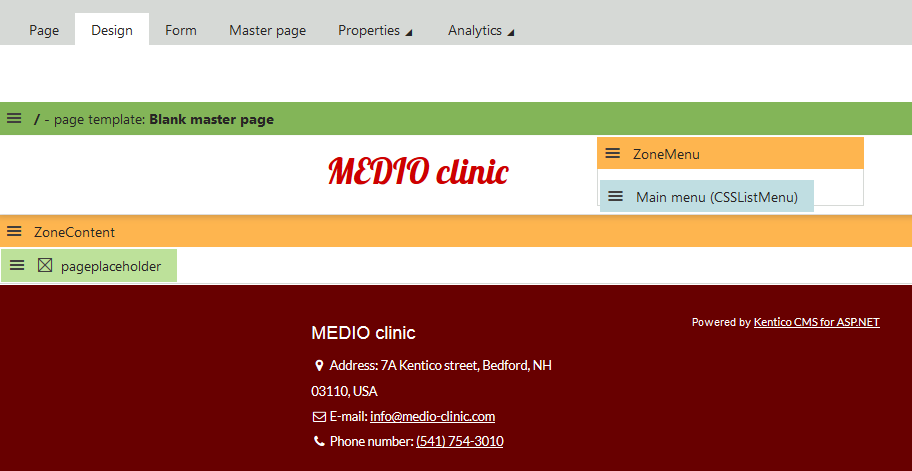 Page Design Form Master page Properties Analytics
/ - page template: Blank master page
MEDIO clinic
ZoneMenu
Main menu (CSSListMenu)
ZoneContent
pageplaceholder
MEDIO clinic
Address: 7A Kentico street, Bedford, NH
03110, USA
E-mail: info@medio-clinic.com
Phone number: (541) 754-3010
Powered by Kentico CMS for ASP.NET